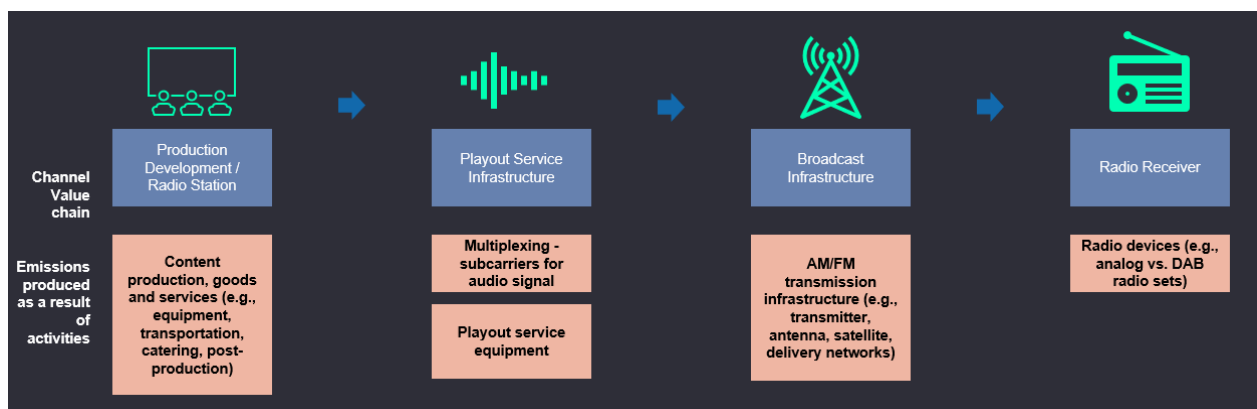 Channel
Value
chain
Production
Development /
Radio Station
Playout Service
Infrastructure
Broadcast
Infrastructure
Radio Receiver
Emissions
produced
as a result
of
activities
Content
production, goods
and services (e.g.,
equipment,
transportation,
catering, post-
production)
Multiplexing -
subcarriers for
audio signal
Playout service
equipment
AM/FM
transmission
infrastructure (e.g.,
transmitter,
antenna, satellite,
delivery networks)
Radio devices (e.g.,
analog vs. DAB
radio sets)